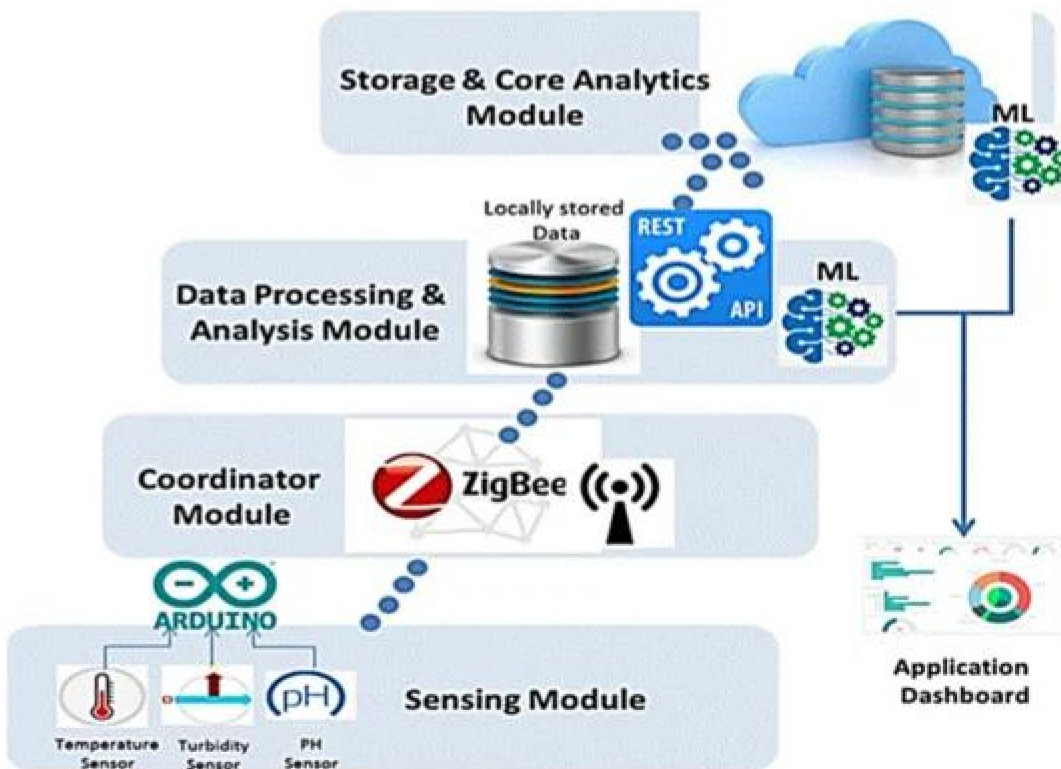 Storage & Core Analytics
Module
ML
Locally stored
Data
REST
API
ML
Data Processing &
Analysis Module
Coordinator
Module
ZigBee
ARDUINO
Sensing Module
pH
Temperature
Sensor
Turbidity
Sensor
PH
Sensor
Application
Dashboard